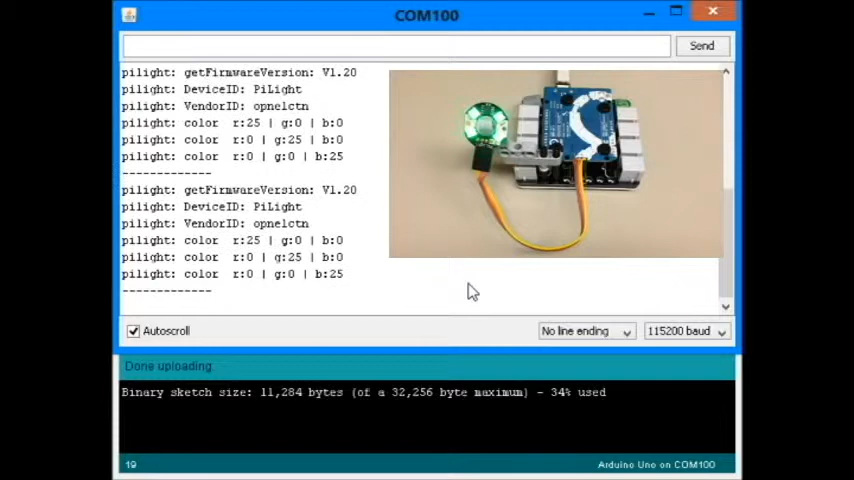 COM100
Send
pilight: getFirmwareVersion: V1.20
pilight: DeviceID: PiLight
pilight: VendorID: opnelctn
pilight: color  r:25 | g:0 | b:0
pilight: color  r:0 | g:25 | b:0
pilight: color  r:0 | g:0 | b:25
-------------
pilight: getFirmwareVersion: V1.20
pilight: DeviceID: PiLight
pilight: VendorID: opnelctn
pilight: color  r:25 | g:0 | b:0
pilight: color  r:0 | g:25 | b:0
pilight: color  r:0 | g:0 | b:25
-------------
Autoscroll
No line ending
115200 baud
Done uploading.
Binary sketch size: 11,284 bytes (of a 32,256 byte maximum) - 34% used
19
Arduino Uno on COM100